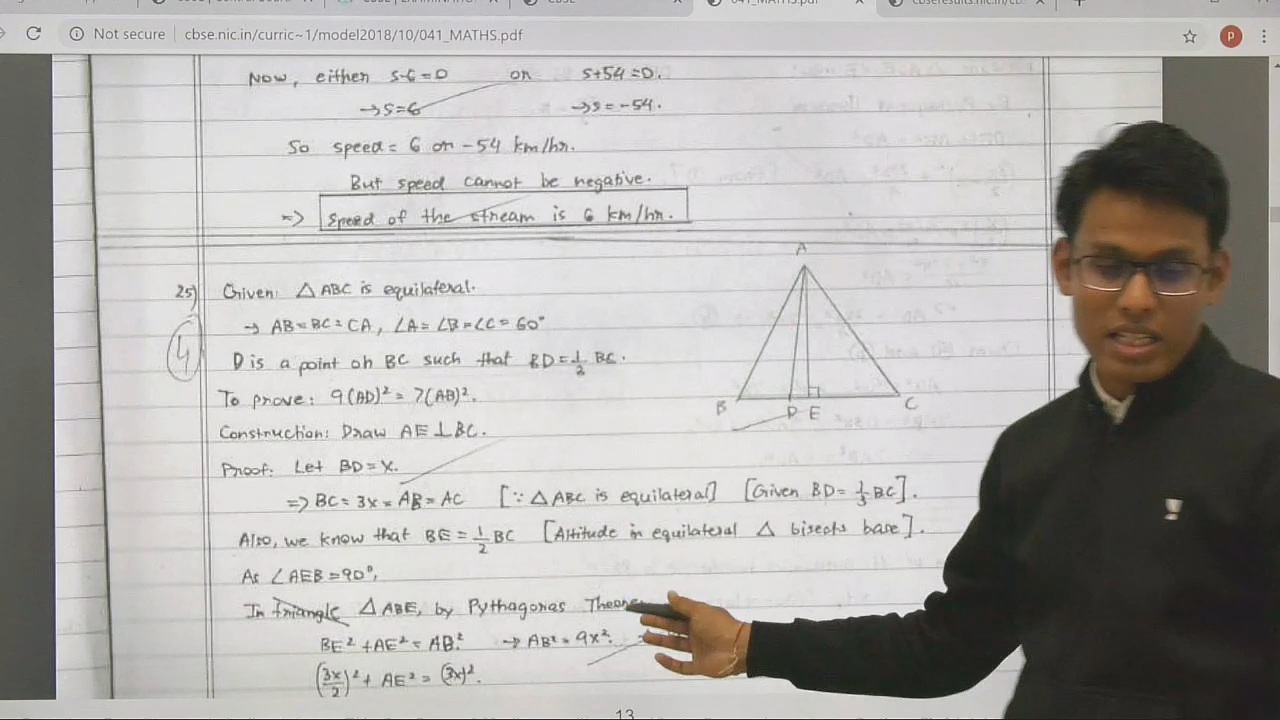 041_MATHS.pdf
Not secure | cbse.nic.in/curric~1/model2018/10/041_MATHS.pdf
P
Now, either s-6=0 or s+54=0.
→s=6 →s=-54.
So speed = 6 or -54 km/hr.
But speed cannot be negative.
=> Speed of the stream is 6 km/hr.
25) Given: △ABC is equilateral.
→ AB=BC=CA, ∠A=∠B=∠C=60°
4
D is a point on BC such that BD=1/3 BC.
To prove: 9(AD)²=7(AB)².
Construction: Draw AE⊥BC.
Proof: Let BD=x.
=> BC=3x=AB=AC [∵ △ABC is equilateral] [Given BD=1/3 BC].
Also, we know that BE=1/2 BC [Altitude in equilateral △ bisects base].
As ∠AEB=90°,
In Triangle △ABE, by Pythagoras
BE²+AE²=AB². → AB²=9x².
(3x/2)²+AE²=(3x)².
A
B D E C
13